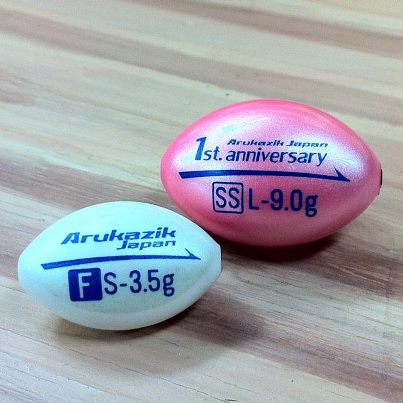 Arukazik Japan
1st. anniversary
SS L-9.0g
Arukazik
Japan
F S-3.5g